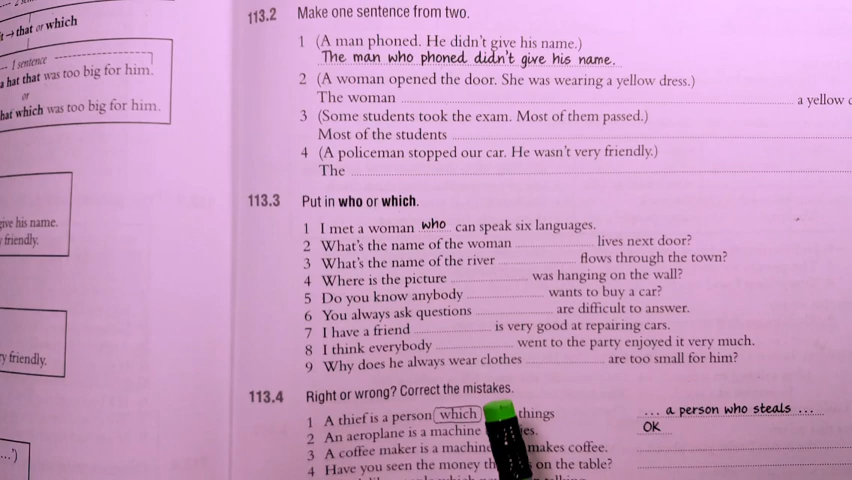 t → that or which
1 sentence
a hat that was too big for him.
or
hat which was too big for him.
give his name.
friendly.
y friendly.
...')
113.2 Make one sentence from two.
1 (A man phoned. He didn't give his name.)
The man who phoned didn't give his name.
2 (A woman opened the door. She was wearing a yellow dress.)
The woman a yellow
3 (Some students took the exam. Most of them passed.)
Most of the students
4 (A policeman stopped our car. He wasn't very friendly.)
The
113.3 Put in who or which.
1 I met a woman who can speak six languages.
2 What's the name of the woman lives next door?
3 What's the name of the river flows through the town?
4 Where is the picture was hanging on the wall?
5 Do you know anybody wants to buy a car?
6 You always ask questions are difficult to answer.
7 I have a friend is very good at repairing cars.
8 I think everybody went to the party enjoyed it very much.
9 Why does he always wear clothes are too small for him?
113.4 Right or wrong? Correct the mistakes.
1 A thief is a person which things ... a person who steals ...
2 An aeroplane is a machine OK
3 A coffee maker is a machine makes coffee.
4 Have you seen the money on the table?